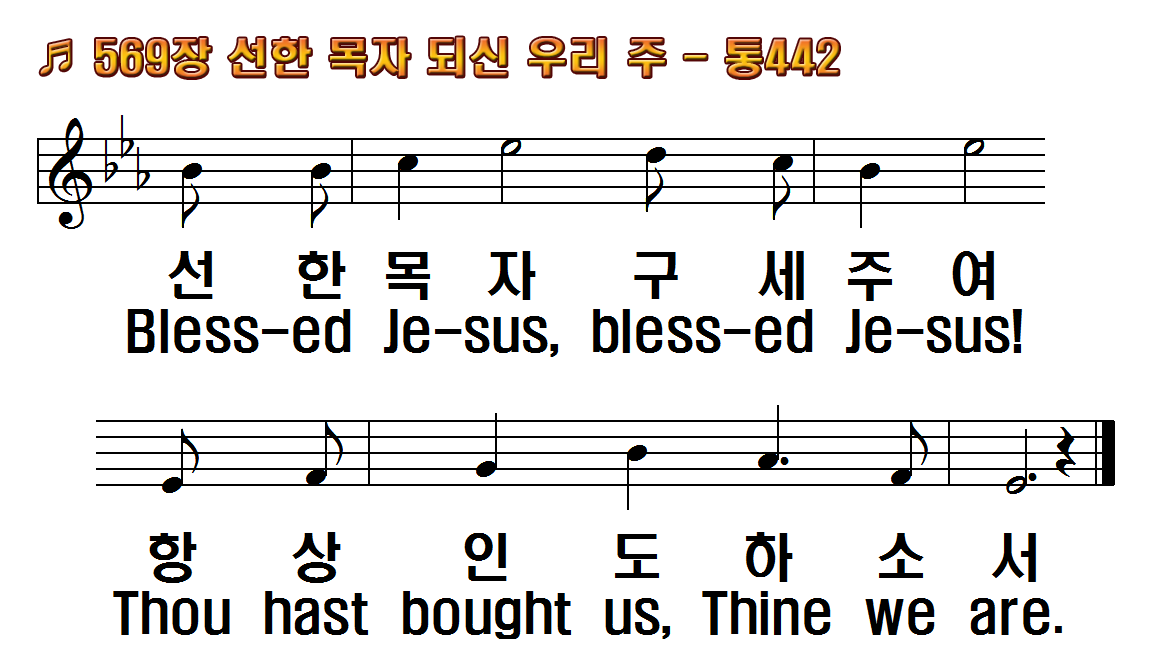 ♬ 569장 선한 목자 되신 우리 주 - 통442
선 한 목 자 구 세 주 여
Bless-ed Je-sus, bless-ed Je-sus!
항 상 인 도 하 소 서
Thou hast bought us, Thine we are.